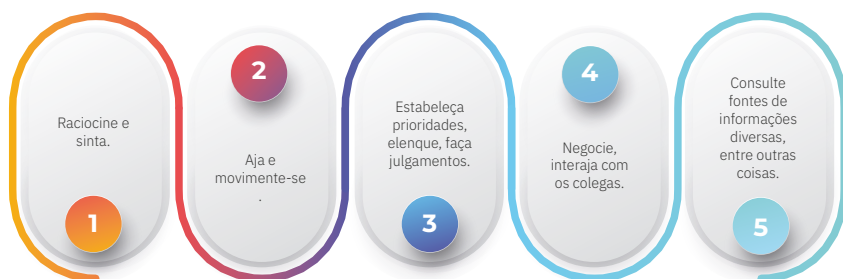 Raciocine e
sinta.
1
2
Aja e
movimente-se
.
Estabeleça
prioridades,
elenque, faça
julgamentos.
3
4
Negocie,
interaja com
os colegas.
Consulte
fontes de
informações
diversas,
entre outras
coisas.
5